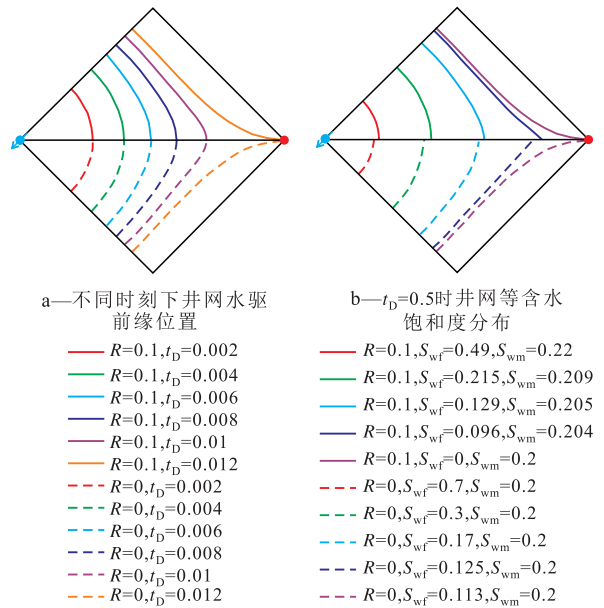 a—不同时刻下井网水驱
前缘位置
R=0.1,tD=0.002
R=0.1,tD=0.004
R=0.1,tD=0.006
R=0.1,tD=0.008
R=0.1,tD=0.01
R=0.1,tD=0.012
R=0,tD=0.002
R=0,tD=0.004
R=0,tD=0.006
R=0,tD=0.008
R=0,tD=0.01
R=0,tD=0.012
b—tD=0.5时井网等含水
饱和度分布
R=0.1,Swf=0.49,Swm=0.22
R=0.1,Swf=0.215,Swm=0.209
R=0.1,Swf=0.129,Swm=0.205
R=0.1,Swf=0.096,Swm=0.204
R=0.1,Swf=0,Swm=0.2
R=0,Swf=0.7,Swm=0.2
R=0,Swf=0.3,Swm=0.2
R=0,Swf=0.17,Swm=0.2
R=0,Swf=0.125,Swm=0.2
R=0,Swf=0.113,Swm=0.2